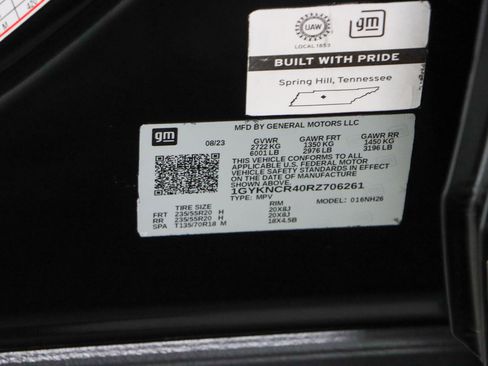 UAW
LOCAL 1853
gm
BUILT WITH PRIDE
Spring Hill, Tennessee
gm
MFD BY GENERAL MOTORS LLC
08/23 GVWR GAWR FRT GAWR RR
2722 KG 1350 KG 1450 KG
6001 LB 2976 LB 3196 LB
THIS VEHICLE CONFORMS TO ALL
APPLICABLE U.S. FEDERAL MOTOR
VEHICLE SAFETY STANDARDS IN EFFECT
ON THE DATE OF MANUFACTURE
SHOWN ABOVE.
1GYKNCR40RZ706261
TYPE: MPV MODEL: 016NH26
TIRE SIZE RIM
FRT 235/55R20 H 20X8J
RR 235/55R20 H 20X8J
SPA T135/70R18 M 18X4.5B